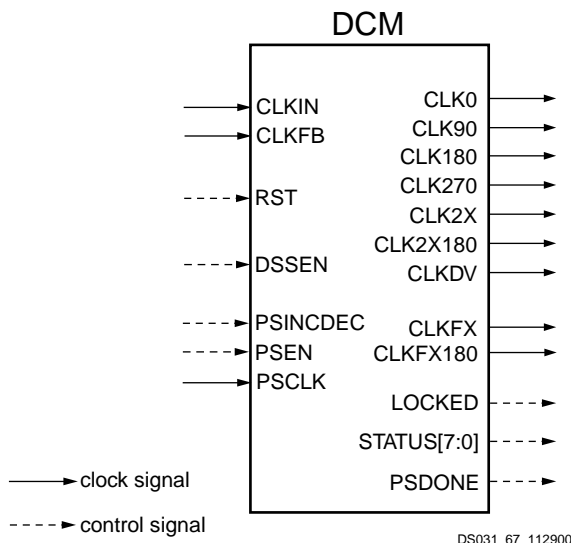 DCM
CLKIN
CLKFB
RST
DSSEN
PSINCDEC
PSEN
PSCLK
CLK0
CLK90
CLK180
CLK270
CLK2X
CLK2X180
CLKDV
CLKFX
CLKFX180
LOCKED
STATUS[7:0]
PSDONE
clock signal
control signal
DS031_67_112900